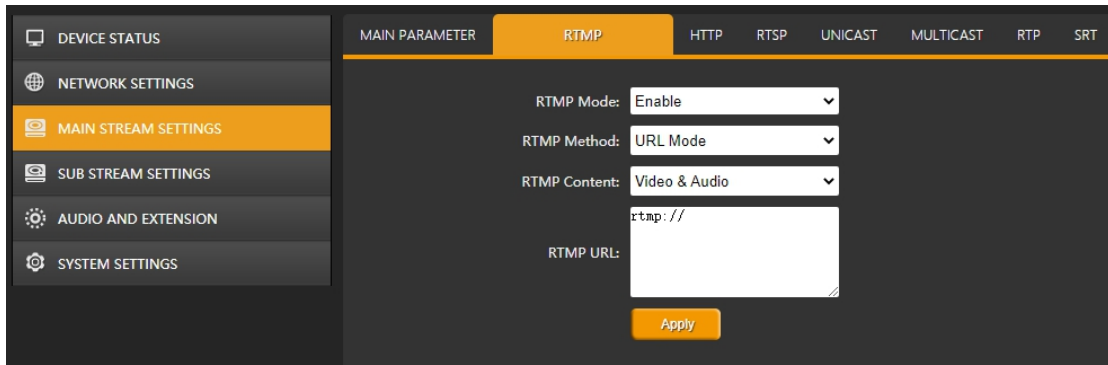 DEVICE STATUS
NETWORK SETTINGS
MAIN STREAM SETTINGS
SUB STREAM SETTINGS
AUDIO AND EXTENSION
SYSTEM SETTINGS
MAIN PARAMETER RTMP HTTP RTSP UNICAST MULTICAST RTP SRT
RTMP Mode: Enable
RTMP Method: URL Mode
RTMP Content: Video & Audio
RTMP URL: rtmp://
Apply